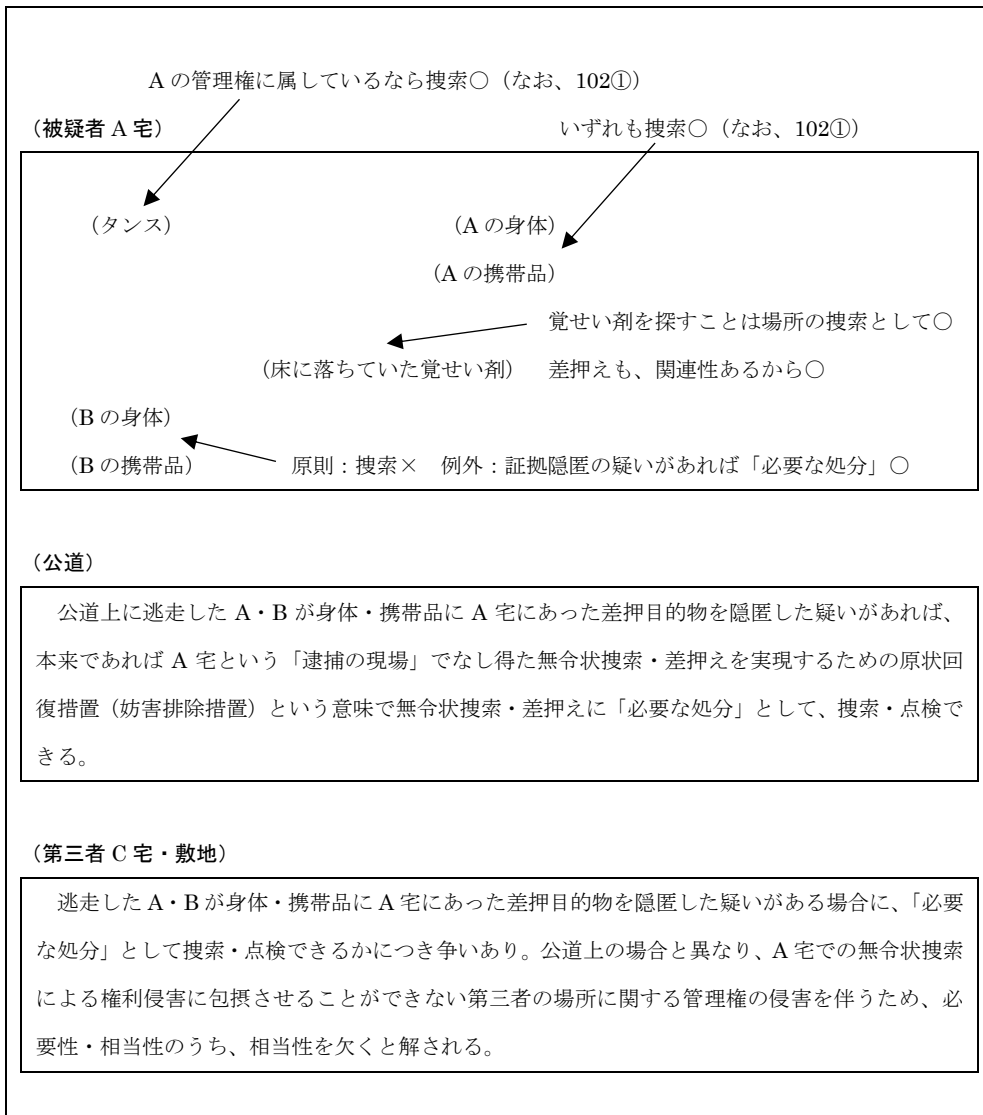 A の管理権に属しているなら捜索○（なお、102①）
（被疑者 A 宅）
いずれも捜索○（なお、102①）
（タンス）
（A の身体）
（A の携帯品）
覚せい剤を探すことは場所の捜索として○
（床に落ちていた覚せい剤）
差押えも、関連性あるから○
（B の身体）
（B の携帯品）
原則：捜索×　例外：証拠隠匿の疑いがあれば「必要な処分」○
（公道）
公道上に逃走した A・B が身体・携帯品に A 宅にあった差押目的物を隠匿した疑いがあれば、
本来であれば A 宅という「逮捕の現場」でなし得た無令状捜索・差押えを実現するための原状回
復措置（妨害排除措置）という意味で無令状捜索・差押えに「必要な処分」として、捜索・点検で
きる。
（第三者 C 宅・敷地）
逃走した A・B が身体・携帯品に A 宅にあった差押目的物を隠匿した疑いがある場合に、「必要
な処分」として捜索・点検できるかにつき争いあり。公道上の場合と異なり、A 宅での無令状捜索
による権利侵害に包摂させることができない第三者の場所に関する管理権の侵害を伴うため、必
要性・相当性のうち、相当性を欠くと解される。